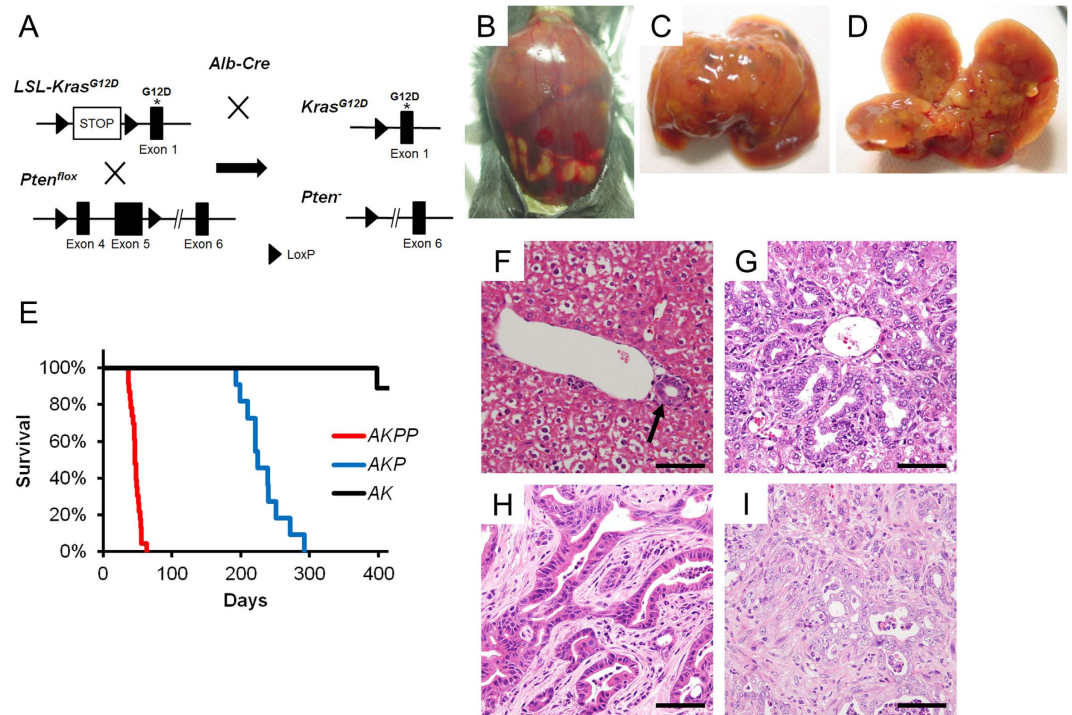 A
LSL-KrasG12D
G12D
*
STOP
Exon 1
Alb-Cre
Ptenflox
Exon 4
Exon 5
Exon 6
KrasG12D
G12D
*
Exon 1
Pten-
Exon 6
LoxP
B
C
D
E
100%
80%
60%
40%
20%
0%
Survival
0
100
200
300
400
Days
AKPP
AKP
AK
F
G
H
I